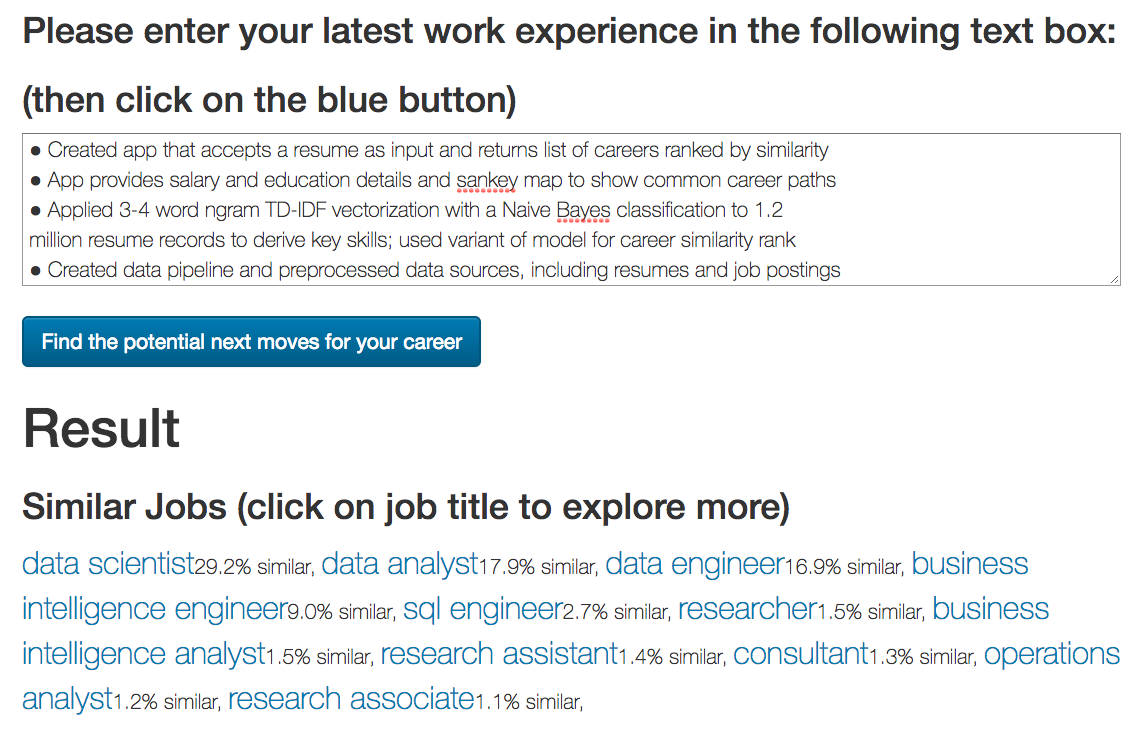 Please enter your latest work experience in the following text box:
(then click on the blue button)
● Created app that accepts a resume as input and returns list of careers ranked by similarity
● App provides salary and education details and sankey map to show common career paths
● Applied 3-4 word ngram TD-IDF vectorization with a Naive Bayes classification to 1.2
million resume records to derive key skills; used variant of model for career similarity rank
● Created data pipeline and preprocessed data sources, including resumes and job postings
Find the potential next moves for your career
Result
Similar Jobs (click on job title to explore more)
data scientist29.2% similar, data analyst17.9% similar, data engineer16.9% similar, business
intelligence engineer9.0% similar, sql engineer2.7% similar, researcher1.5% similar, business
intelligence analyst1.5% similar, research assistant1.4% similar, consultant1.3% similar, operations
analyst1.2% similar, research associate1.1% similar,